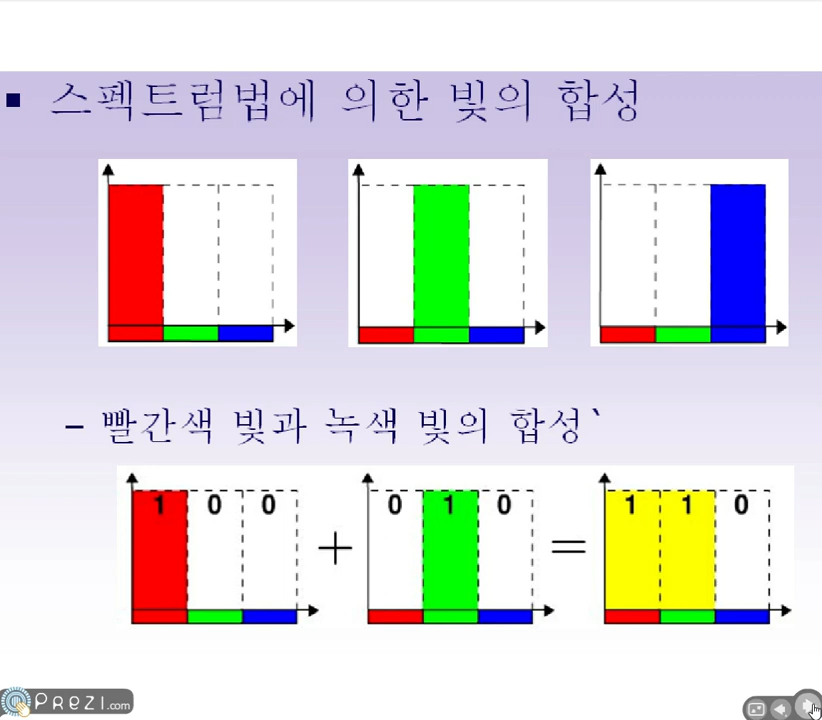 ▪ 스펙트럼법에 의한 빛의 합성
– 빨간색 빛과 녹색 빛의 합성`
1 0 0 + 0 1 0 = 1 1 0
PREZI.com